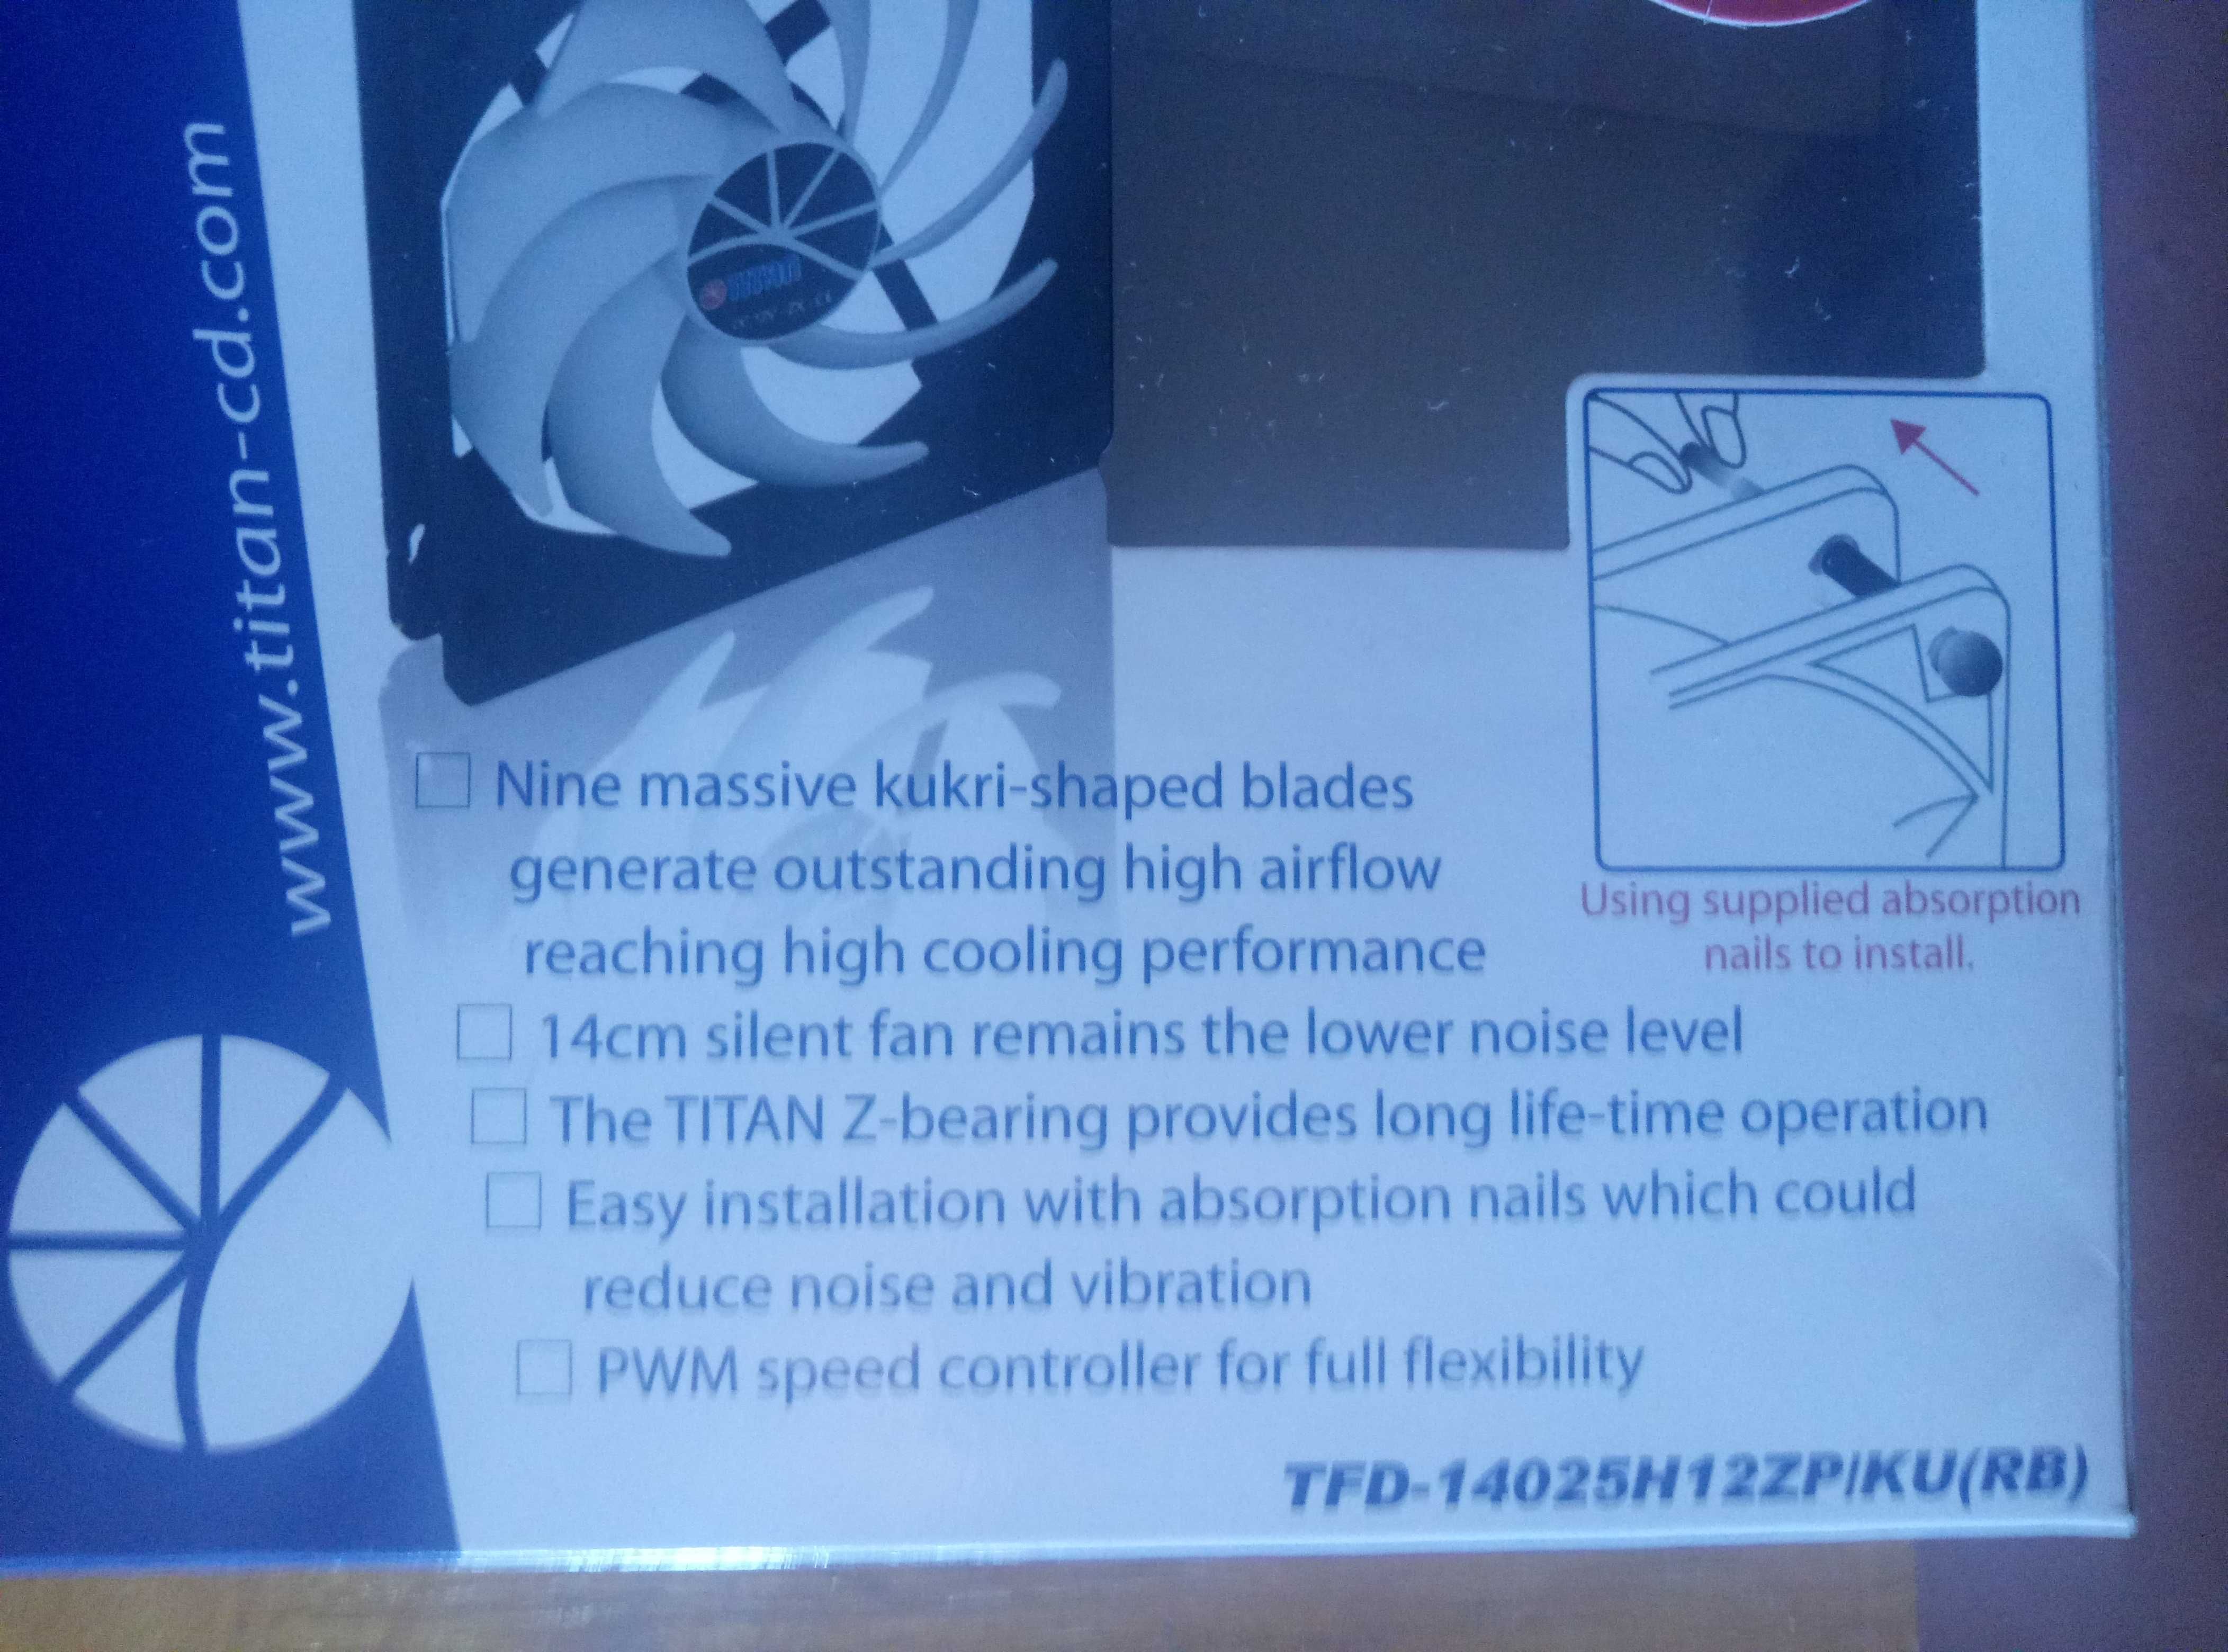 www.titan-cd.com
TITAN
Nine massive kukri-shaped blades
generate outstanding high airflow
reaching high cooling performance
Using supplied absorption
nails to install.
14cm silent fan remains the lower noise level
The TITAN Z-bearing provides long life-time operation
Easy installation with absorption nails which could
reduce noise and vibration
PWM speed controller for full flexibility
TFD-14025H12ZP/KU(RB)